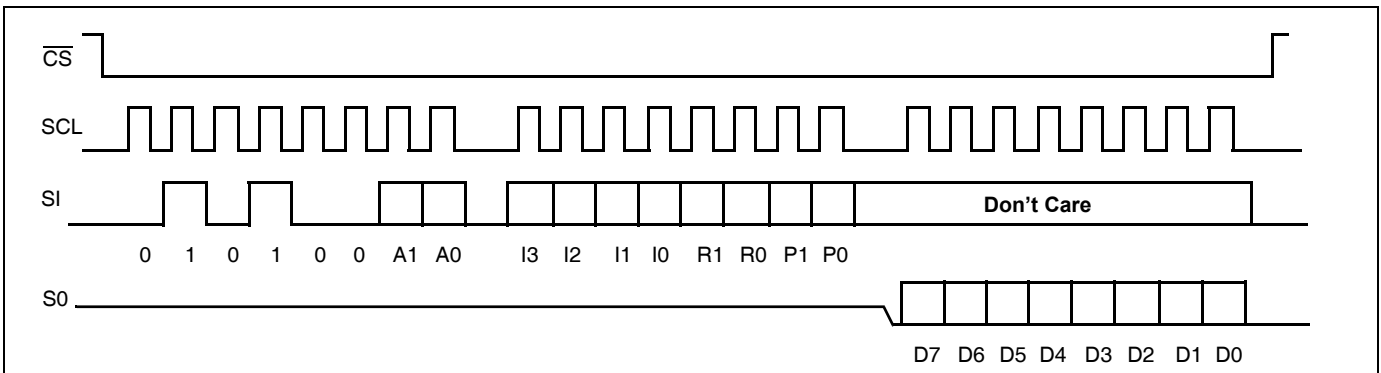 CS
SCL
SI
Don't Care
0 1 0 1 0 0 A1 A0 I3 I2 I1 I0 R1 R0 P1 P0
S0
D7 D6 D5 D4 D3 D2 D1 D0